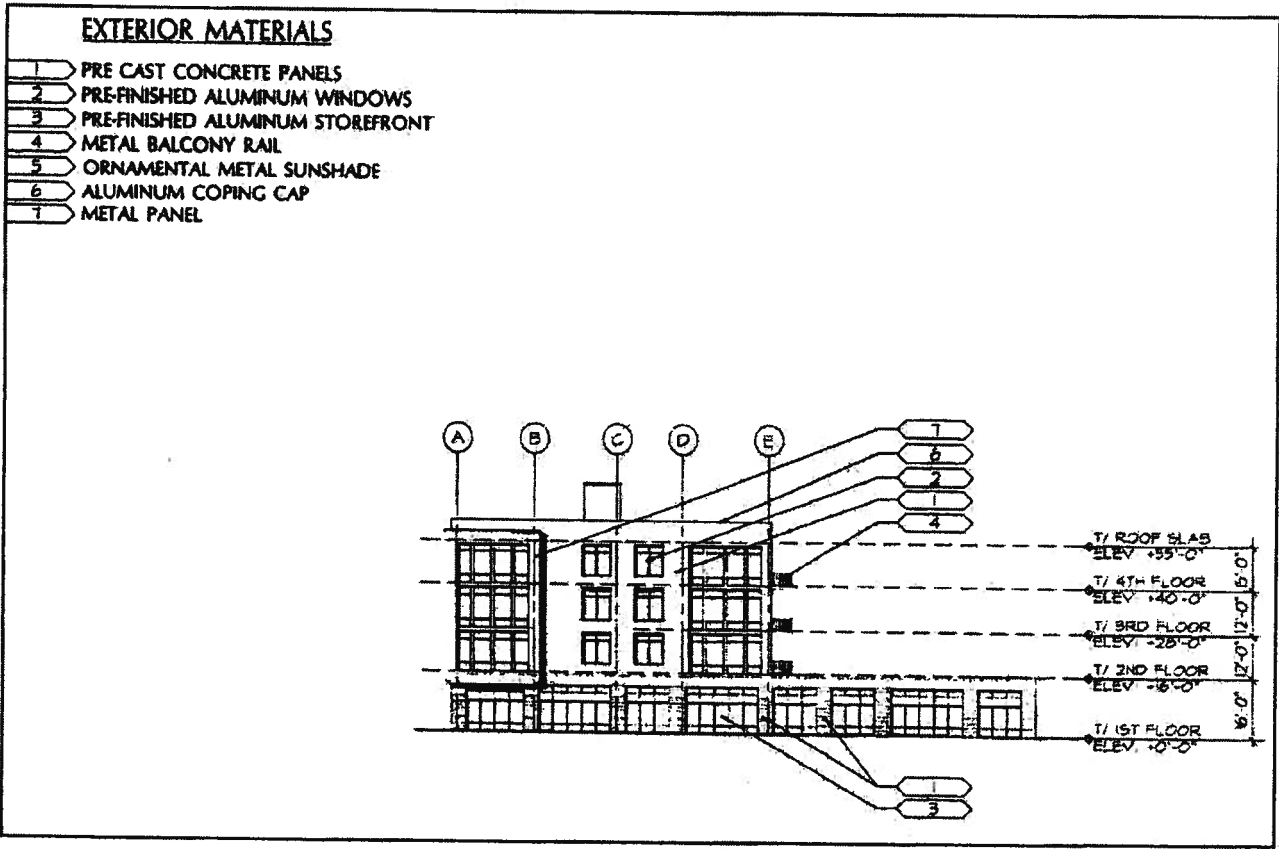 EXTERIOR MATERIALS
1 PRE CAST CONCRETE PANELS
2 PRE-FINISHED ALUMINUM WINDOWS
3 PRE-FINISHED ALUMINUM STOREFRONT
4 METAL BALCONY RAIL
5 ORNAMENTAL METAL SUNSHADE
6 ALUMINUM COPING CAP
7 METAL PANEL
A B C D E
7
6
2
1
4
T/ ROOF SLAB
ELEV. +55'-0"
15'-0"
T/ 4TH FLOOR
ELEV. +40'-0"
12'-0"
T/ 3RD FLOOR
ELEV. +28'-0"
12'-0"
T/ 2ND FLOOR
ELEV. +16'-0"
16'-0"
T/ 1ST FLOOR
ELEV. +0'-0"
1
3